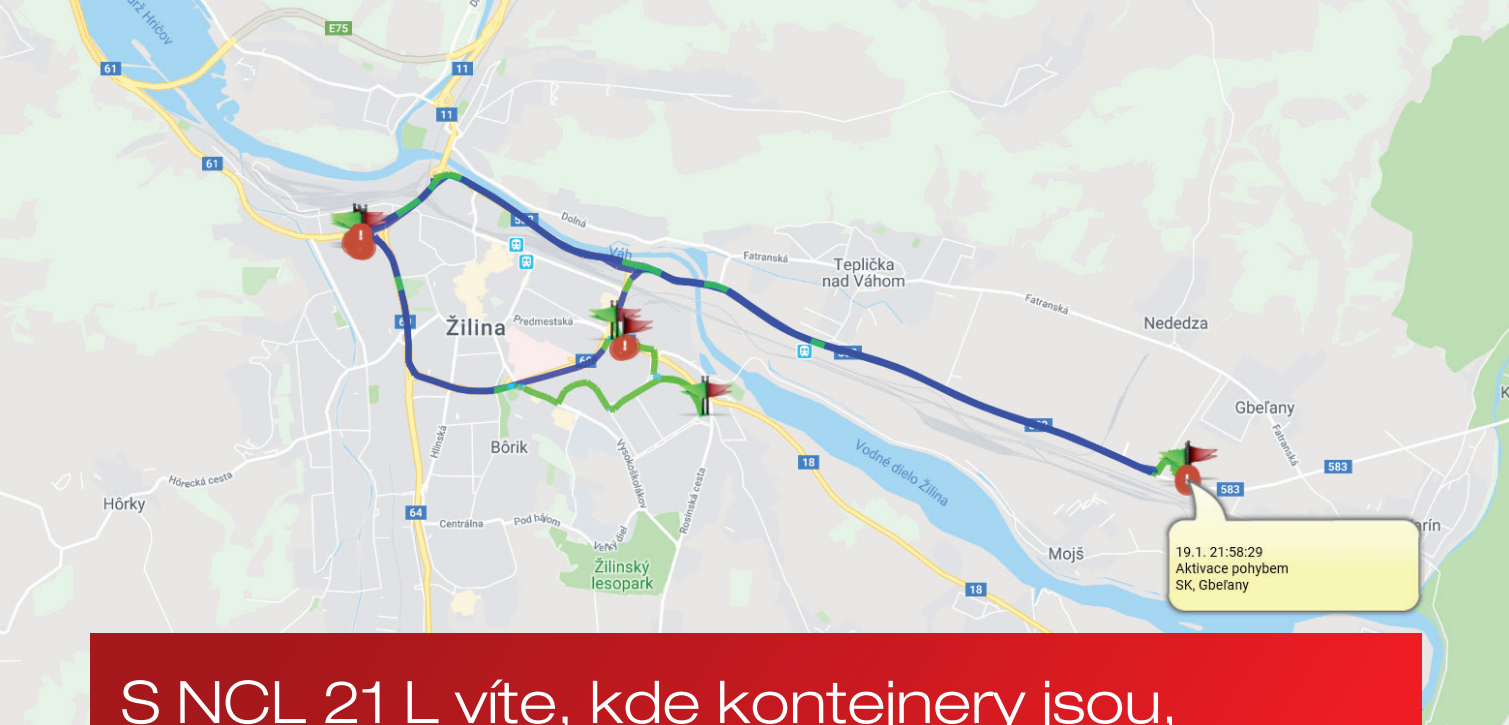 Hričov
E75
61
11
11
61
Dolná
Váh
Fatranská
Teplička
nad Váhom
Fatranská
Nededza
Žilina
Predmestská
Gbeľany
Fatranská
Hlinská
Bôrik
Vysokoškolákov
Rosinská cesta
18
Vodné dielo Žilina
583
583
Hôrecká cesta
Hôrky
64
Centrálna
Pod hájom
Veľký diel
Žilinský
lesopark
Mojš
18
19.1. 21:58:29
Aktivace pohybem
SK, Gbeľany
S NCL 21 L víte, kde kontejnery jsou,